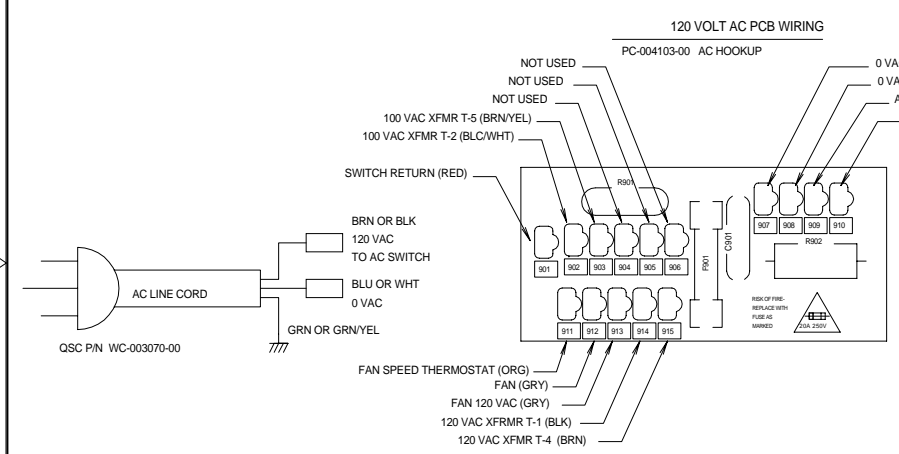 120 VOLT AC PCB WIRING
PC-004103-00 AC HOOKUP
NOT USED
NOT USED
NOT USED
100 VAC XFMR T-5 (BRN/YEL)
100 VAC XFMR T-2 (BLC/WHT)
SWITCH RETURN (RED)
0 VA
0 VA
A
R901
901
902
903
904
905
906
F901
C901
907
908
909
910
R902
RISK OF FIRE-
REPLACE WITH
FUSE AS
MARKED
20A 250V
911
912
913
914
915
BRN OR BLK
120 VAC
TO AC SWITCH
AC LINE CORD
BLU OR WHT
0 VAC
GRN OR GRN/YEL
QSC P/N WC-003070-00
FAN SPEED THERMOSTAT (ORG)
FAN (GRY)
FAN 120 VAC (GRY)
120 VAC XFRMR T-1 (BLK)
120 VAC XFMR T-4 (BRN)